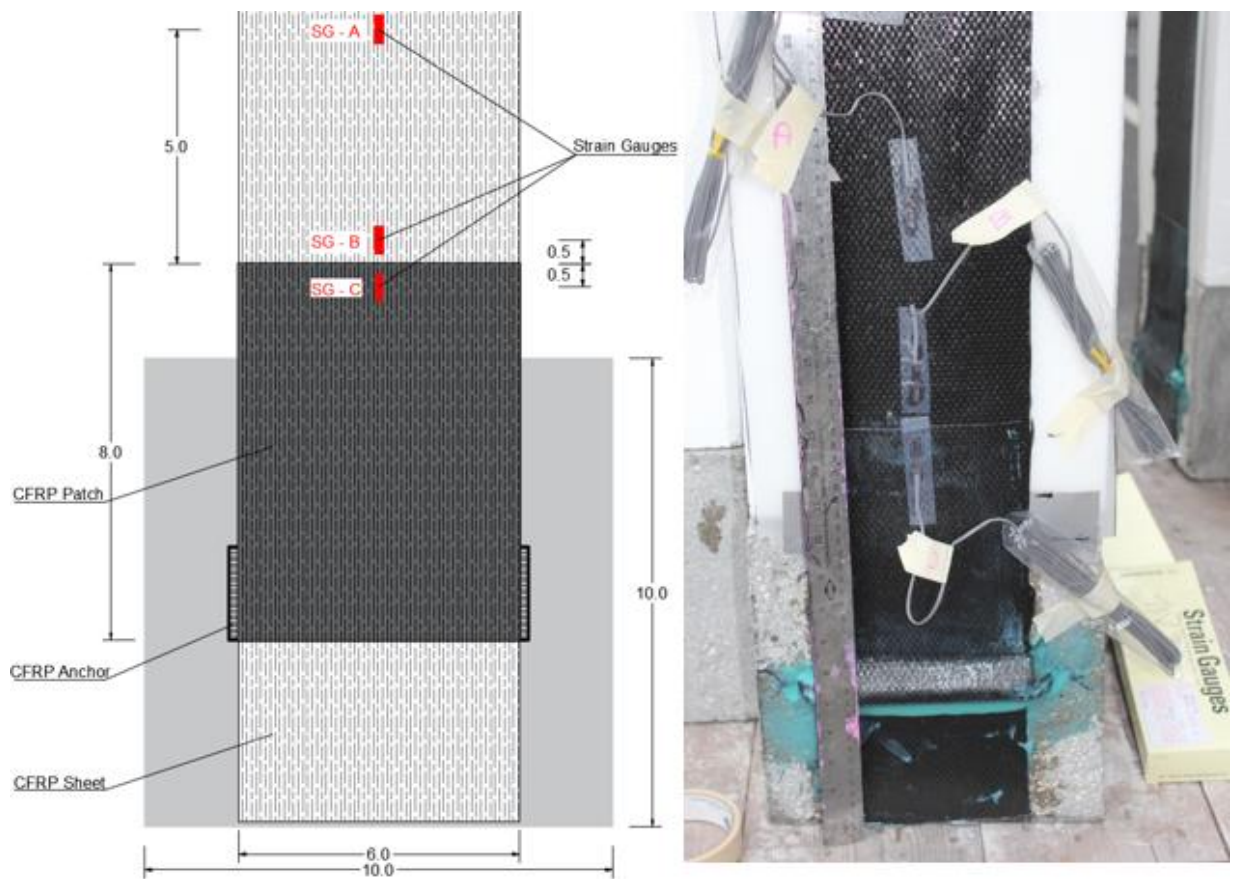 SG - A
5.0
Strain Gauges
SG - B
0.5
0.5
SG - C
8.0
CFRP Patch
10.0
CFRP Anchor
CFRP Sheet
6.0
10.0
A
B
Strain Gauges